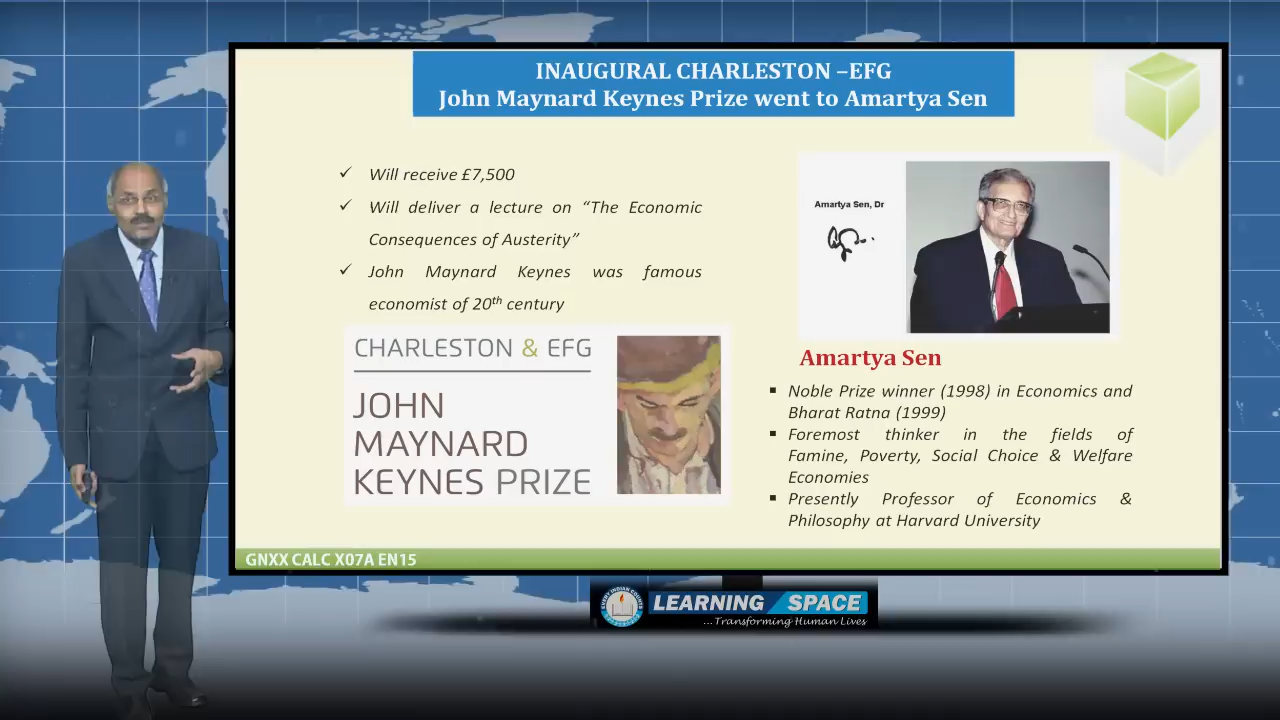 INAUGURAL CHARLESTON –EFG
John Maynard Keynes Prize went to Amartya Sen
✓ Will receive £7,500
✓ Will deliver a lecture on “The Economic
Consequences of Austerity”
✓ John Maynard Keynes was famous
economist of 20th century
CHARLESTON & EFG
JOHN
MAYNARD
KEYNES PRIZE
Amartya Sen, Dr
Amartya Sen
▪ Noble Prize winner (1998) in Economics and
Bharat Ratna (1999)
▪ Foremost thinker in the fields of
Famine, Poverty, Social Choice & Welfare
Economies
▪ Presently Professor of Economics &
Philosophy at Harvard University
GNXX CALC X07A EN15
LEARNING SPACE
...Transforming Human Lives